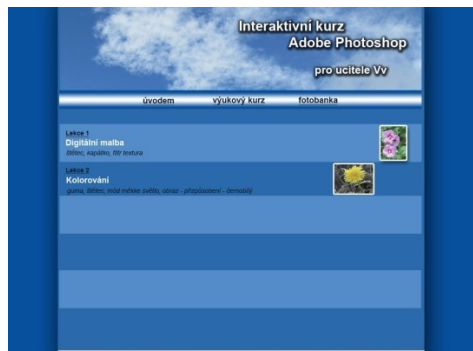 Interaktivní kurz
Adobe Photoshop
pro ucitele Vv
úvodem výukový kurz fotobanka
Lekce 1
Digitální malba
štětec, kapátko, filtr textura
Lekce 2
Kolorování
guma, štětec, mód měkké světlo, obraz - přizpůsobení - černobílý